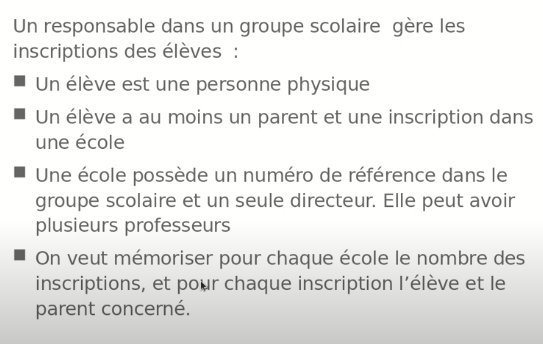 Un responsable dans un groupe scolaire gère les
inscriptions des élèves :
Un élève est une personne physique
Un élève a au moins un parent et une inscription dans
une école
Une école possède un numéro de référence dans le
groupe scolaire et un seule directeur. Elle peut avoir
plusieurs professeurs
On veut mémoriser pour chaque école le nombre des
inscriptions, et pour chaque inscription l’élève et le
parent concerné.